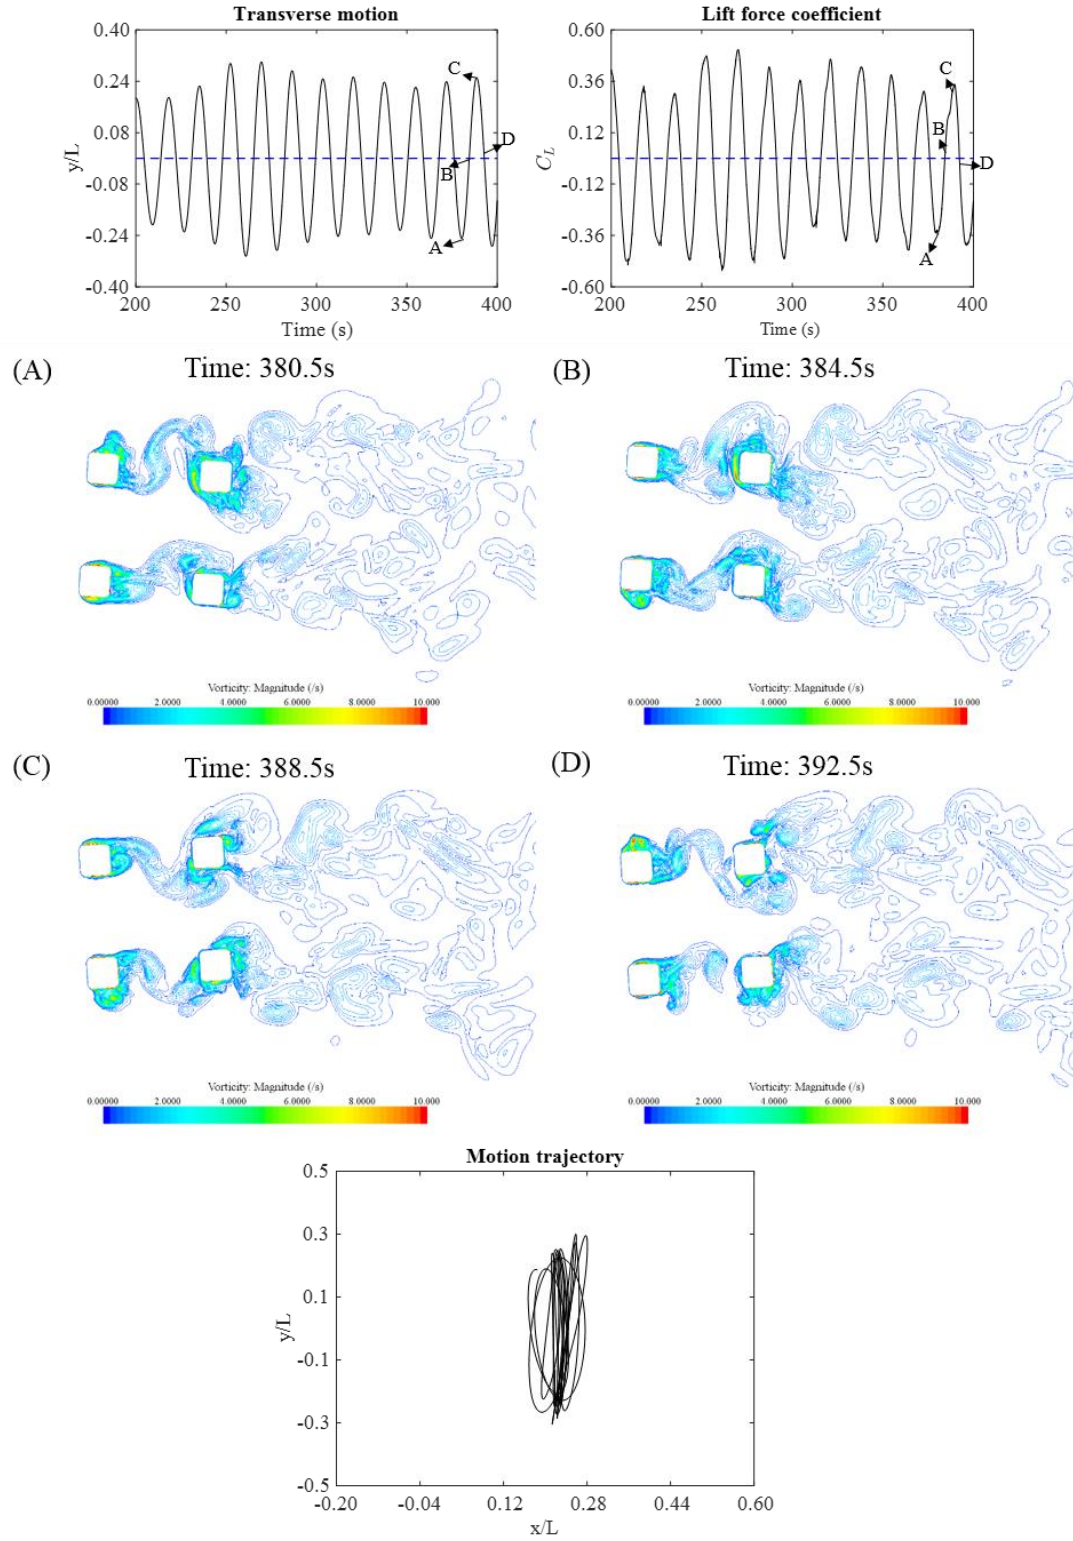 Transverse motion
0.40
0.24
0.08
-0.08
-0.24
-0.40
y/L
200
250
300
350
400
Time (s)
A
B
C
D
Lift force coefficient
0.60
0.36
0.12
-0.12
-0.36
-0.60
C_L
200
250
300
350
400
Time (s)
A
B
C
D
(A)
Time: 380.5s
Vorticity: Magnitude (/s)
0.00000 2.0000 4.0000 6.0000 8.0000 10.000
(B)
Time: 384.5s
Vorticity: Magnitude (/s)
0.00000 2.0000 4.0000 6.0000 8.0000 10.000
(C)
Time: 388.5s
Vorticity: Magnitude (/s)
0.00000 2.0000 4.0000 6.0000 8.0000 10.000
(D)
Time: 392.5s
Vorticity: Magnitude (/s)
0.00000 2.0000 4.0000 6.0000 8.0000 10.000
Motion trajectory
0.5
0.3
0.1
-0.1
-0.3
-0.5
y/L
-0.20 -0.04 0.12 0.28 0.44 0.60
x/L